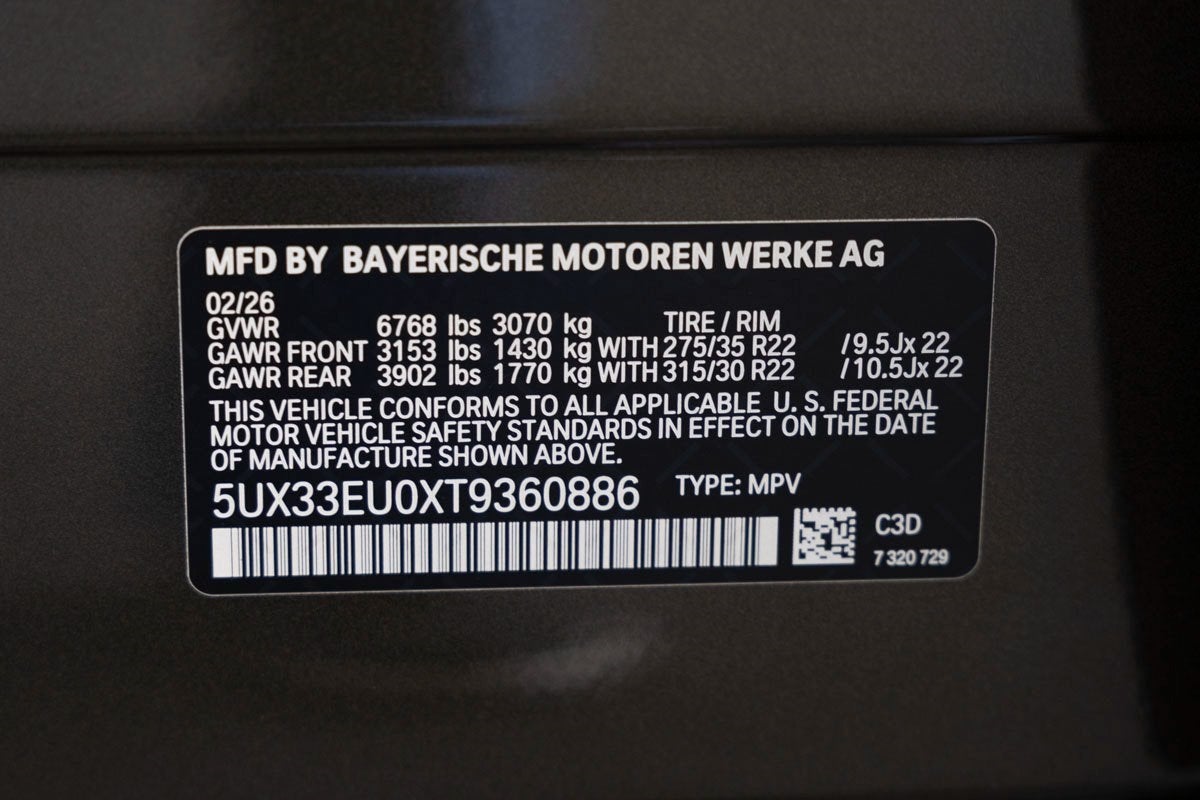 MFD BY BAYERISCHE MOTOREN WERKE AG
02/26
GVWR 6768 lbs 3070 kg TIRE / RIM
GAWR FRONT 3153 lbs 1430 kg WITH 275/35 R22 /9.5Jx 22
GAWR REAR 3902 lbs 1770 kg WITH 315/30 R22 /10.5Jx 22
THIS VEHICLE CONFORMS TO ALL APPLICABLE U. S. FEDERAL
MOTOR VEHICLE SAFETY STANDARDS IN EFFECT ON THE DATE
OF MANUFACTURE SHOWN ABOVE.
5UX33EU0XT9360886 TYPE: MPV
C3D
7 320 729